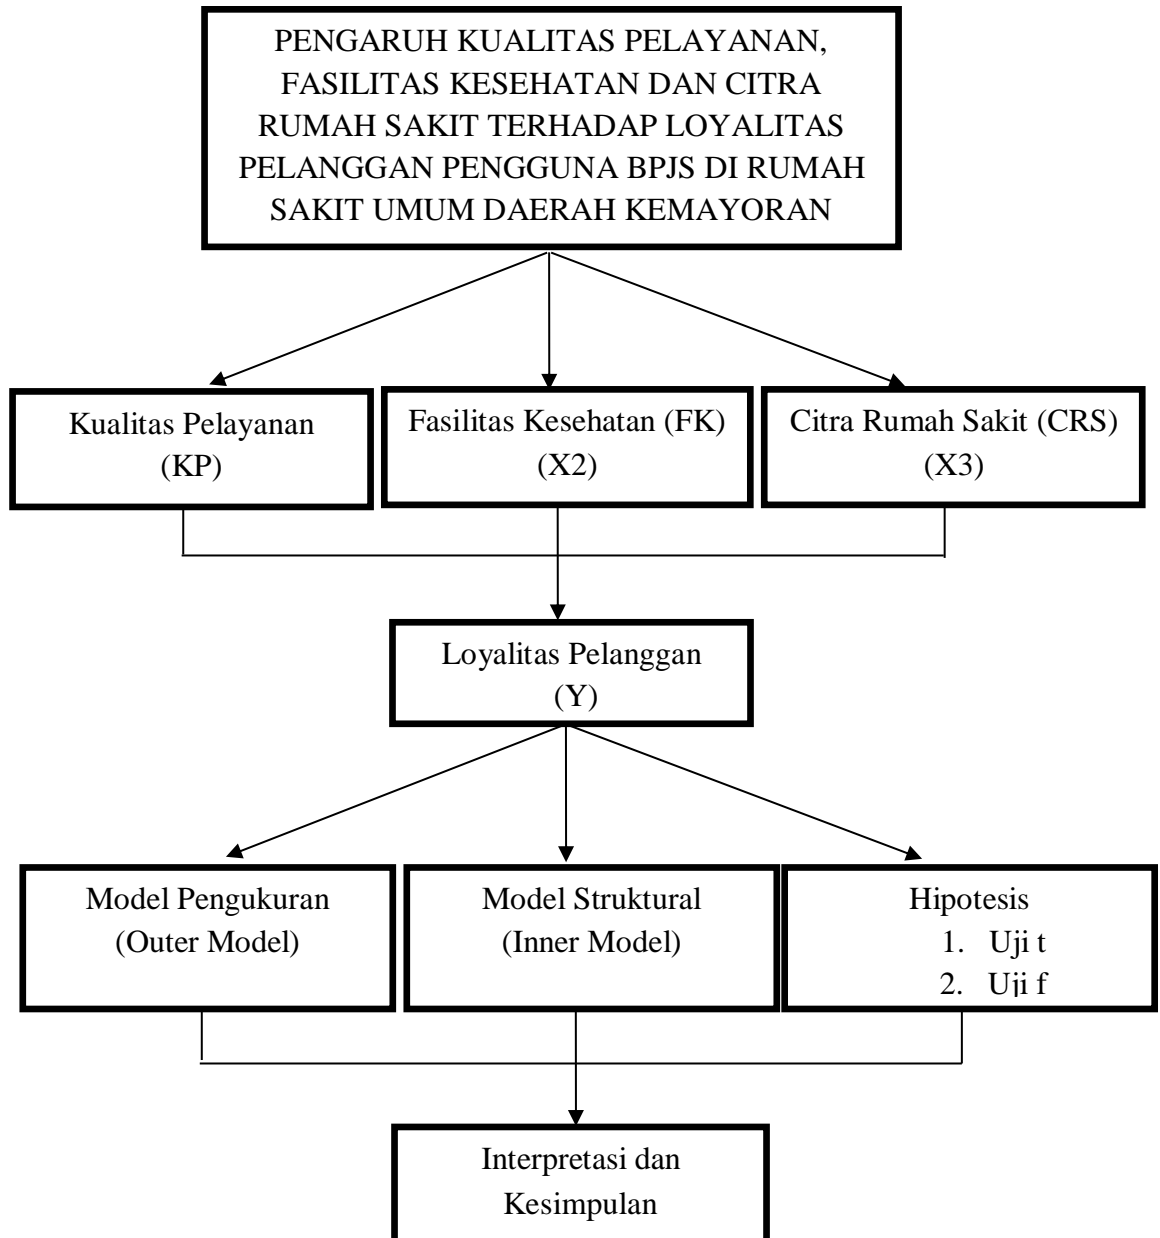 PENGARUH KUALITAS PELAYANAN,
FASILITAS KESEHATAN DAN CITRA
RUMAH SAKIT TERHADAP LOYALITAS
PELANGGAN PENGGUNA BPJS DI RUMAH
SAKIT UMUM DAERAH KEMAYORAN
Kualitas Pelayanan
(KP)
Fasilitas Kesehatan (FK)
(X2)
Citra Rumah Sakit (CRS)
(X3)
Loyalitas Pelanggan
(Y)
Model Pengukuran
(Outer Model)
Model Struktural
(Inner Model)
Hipotesis
1. Uji t
2. Uji f
Interpretasi dan
Kesimpulan